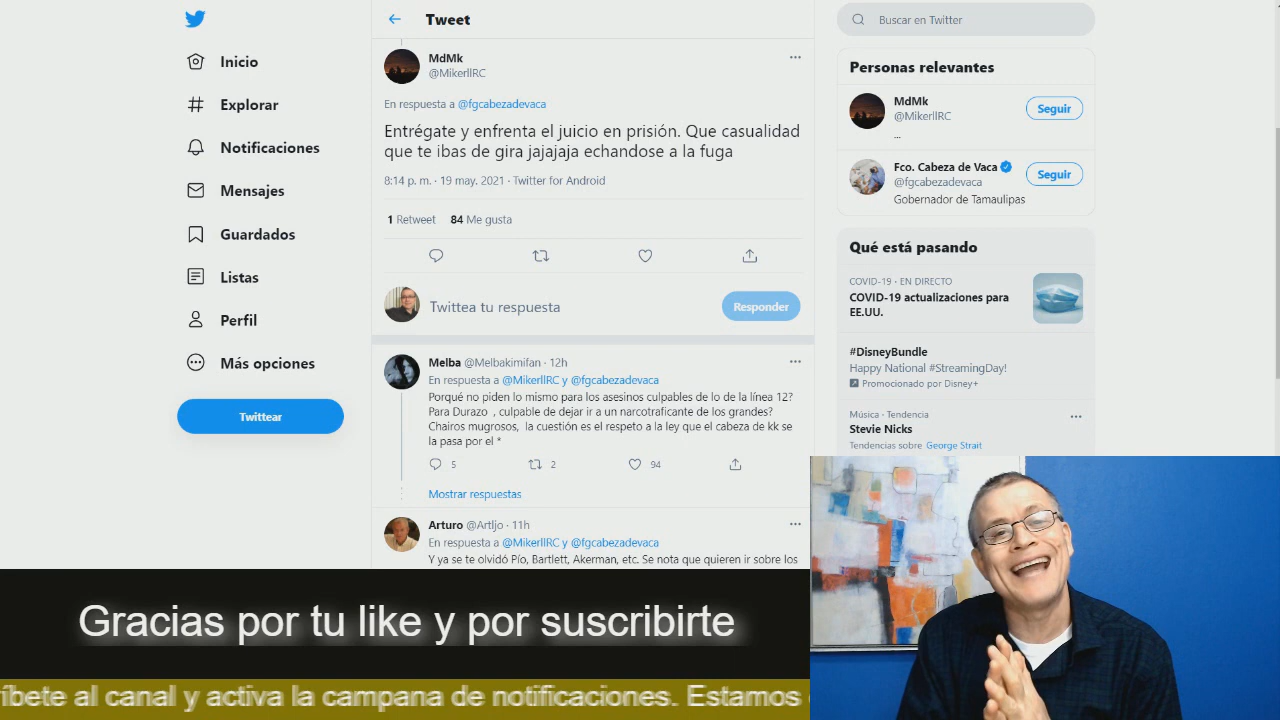 Inicio
Explorar
Notificaciones
Mensajes
Guardados
Listas
Perfil
Más opciones
Twittear
Tweet
MdMk
@MikerllRC
En respuesta a @fgcabezadevaca
Entrégate y enfrenta el juicio en prisión. Que casualidad
que te ibas de gira jajajaja echandose a la fuga
8:14 p. m. · 19 may. 2021 · Twitter for Android
1 Retweet 84 Me gusta
Twittea tu respuesta
Responder
Melba @Melbakimifan · 12h
En respuesta a @MikerllRC y @fgcabezadevaca
Porqué no piden lo mismo para los asesinos culpables de lo de la línea 12?
Para Durazo , culpable de dejar ir a un narcotraficante de los grandes?
Chairos mugrosos, la cuestión es el respeto a la ley que el cabeza de kk se
la pasa por el *
5 2 94
Mostrar respuestas
Arturo @Artljo · 11h
En respuesta a @MikerllRC y @fgcabezadevaca
Y ya se te olvidó Pío, Bartlett, Akerman, etc. Se nota que quieren ir sobre los
Buscar en Twitter
Personas relevantes
MdMk
@MikerllRC
...
Seguir
Fco. Cabeza de Vaca
@fgcabezadevaca
Gobernador de Tamaulipas
Seguir
Qué está pasando
COVID-19 · EN DIRECTO
COVID-19 actualizaciones para
EE.UU.
#DisneyBundle
Happy National #StreamingDay!
Promocionado por Disney+
Música · Tendencia
Stevie Nicks
Tendencias sobre George Strait
Gracias por tu like y por suscribirte
íbete al canal y activa la campana de notificaciones. Estamos